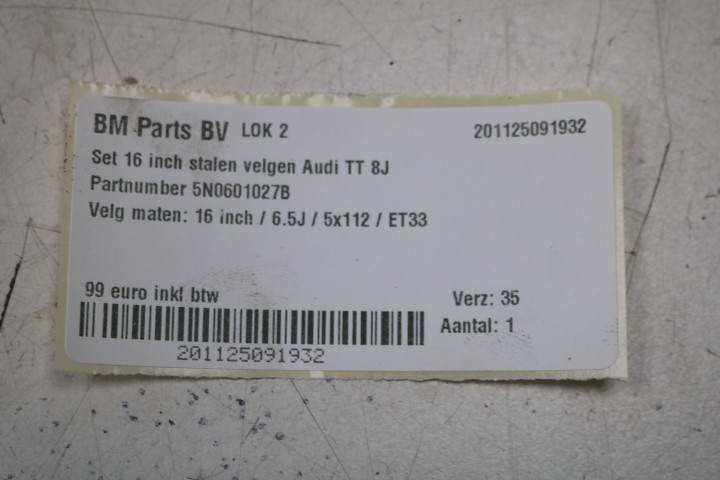 BM Parts BV LOK 2 201125091932
Set 16 inch stalen velgen Audi TT 8J
Partnumber 5N0601027B
Velg maten: 16 inch / 6.5J / 5x112 / ET33
99 euro inkl btw
Verz: 35
Aantal: 1
201125091932